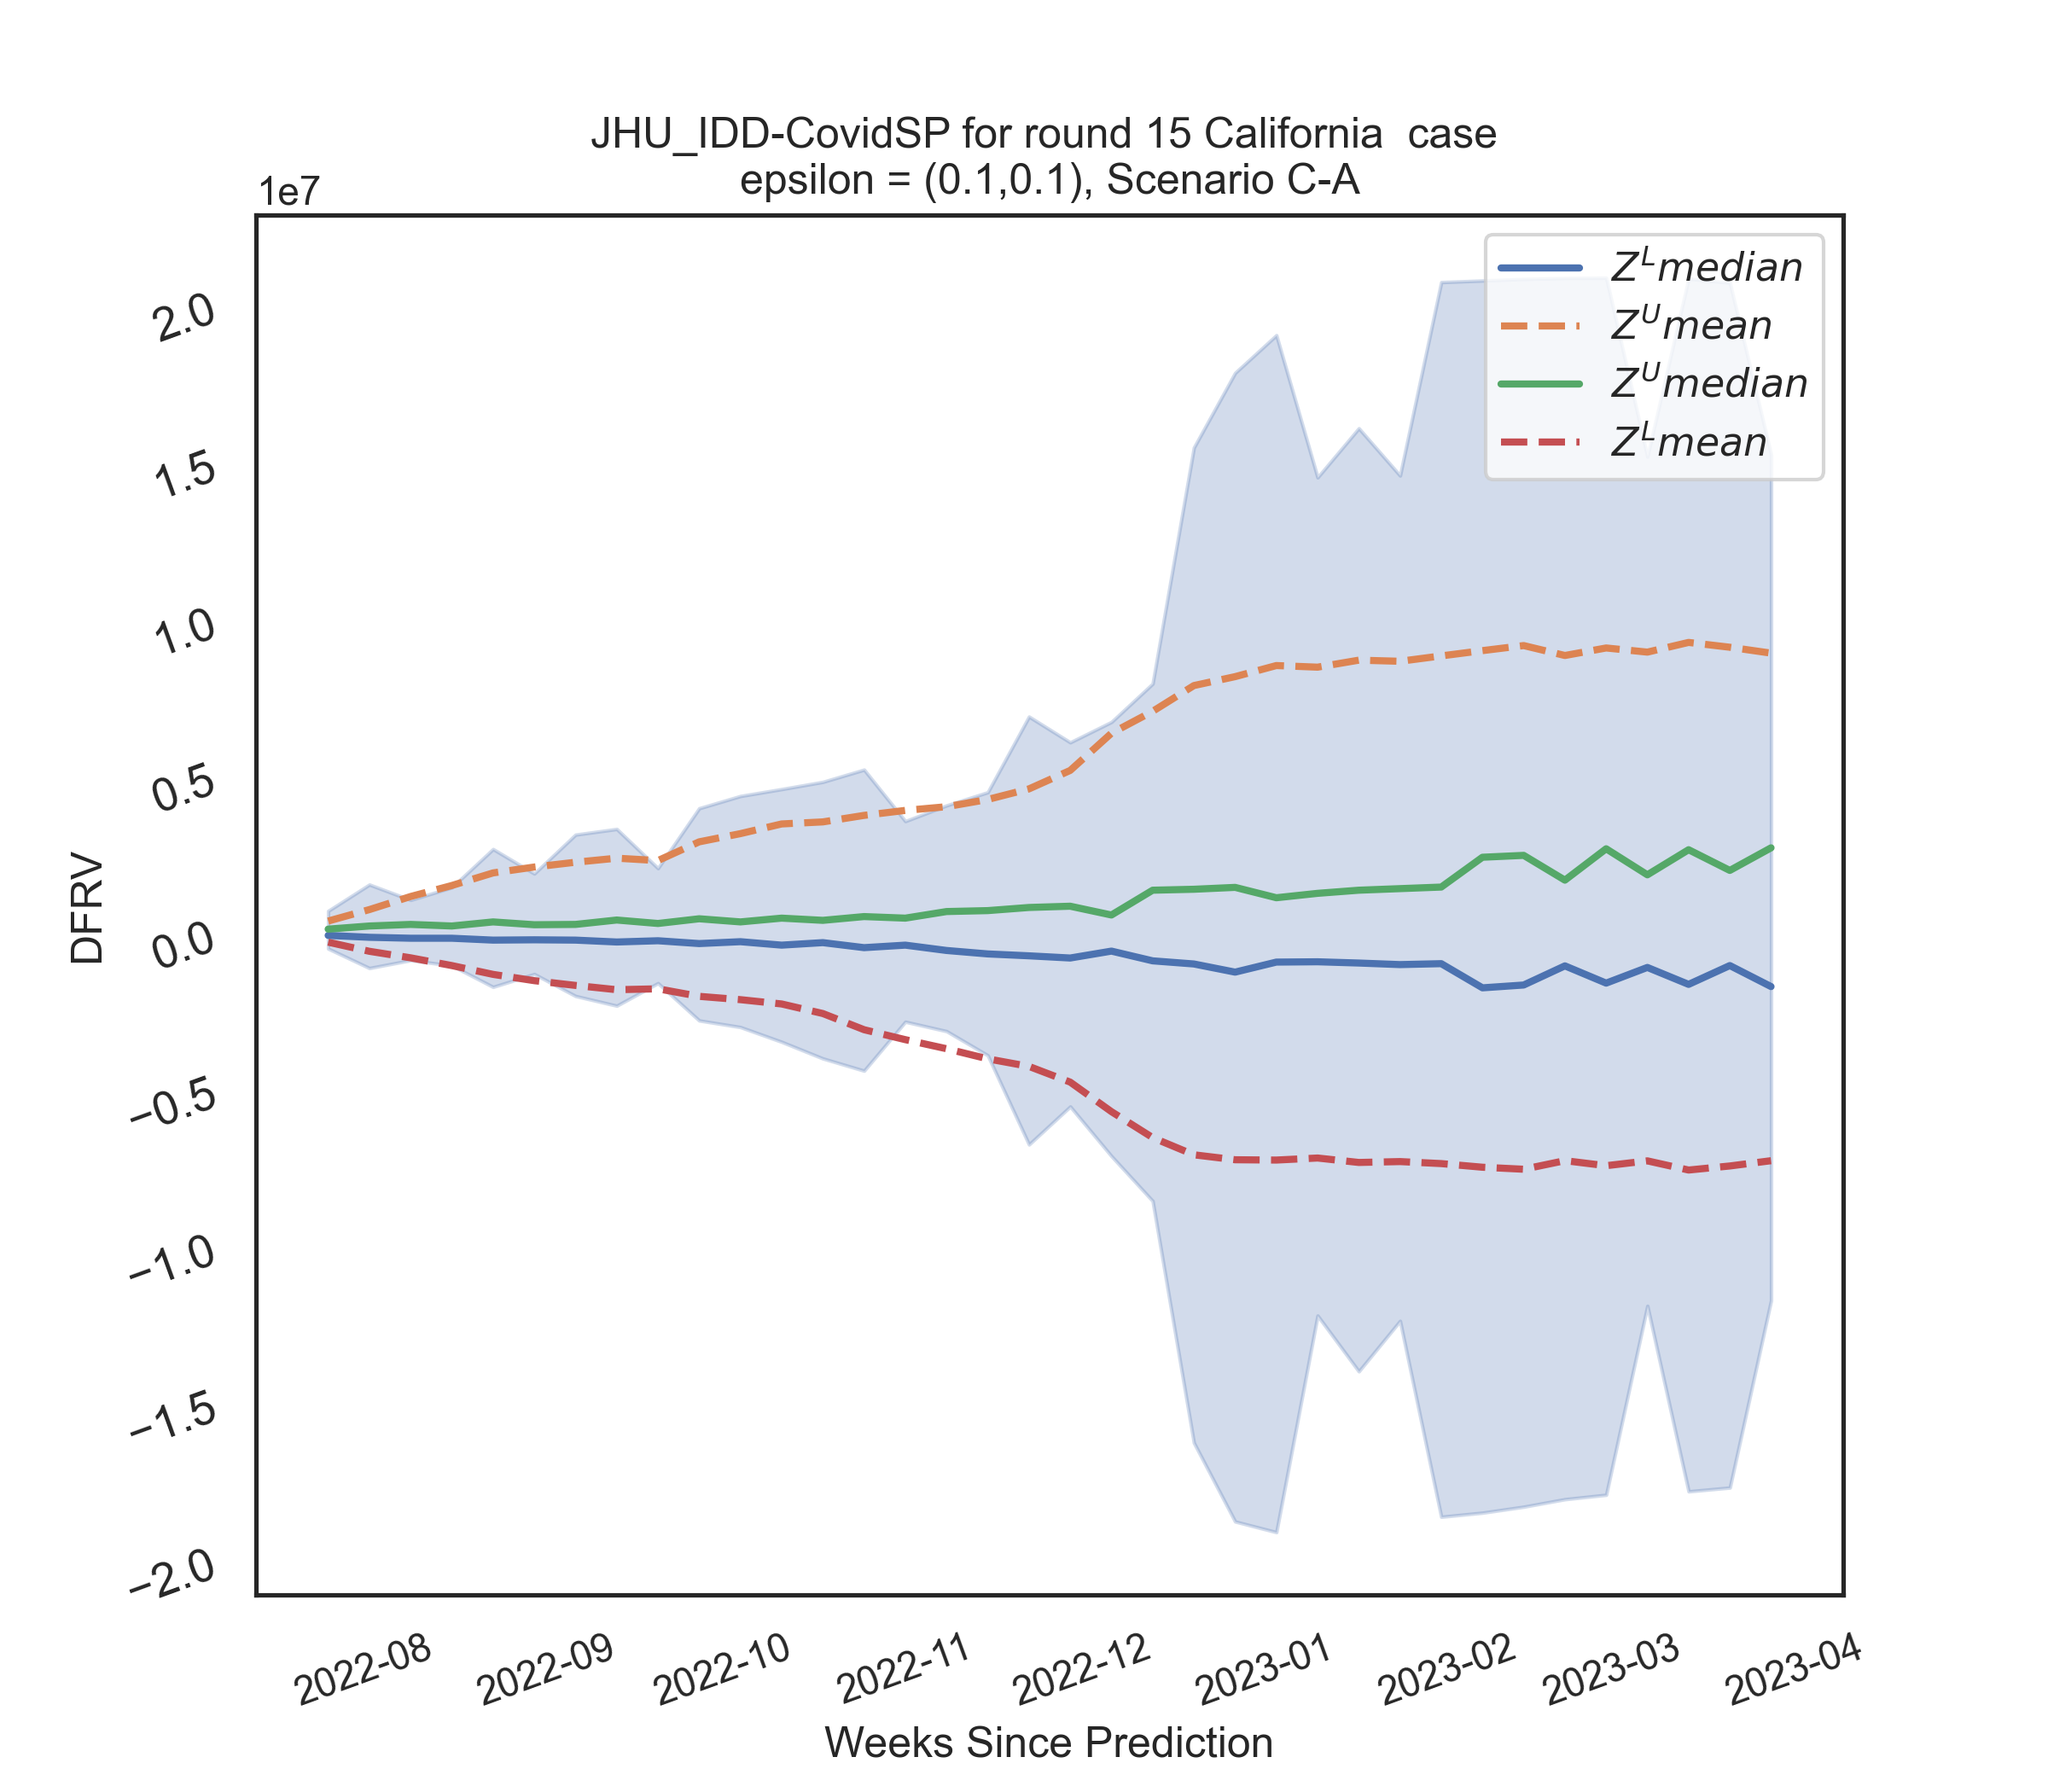 JHU_IDD-CovidSP for round 15 California  case
epsilon = (0.1,0.1), Scenario C-A
1e7
Z^L median
Z^U mean
Z^U median
Z^L mean
2.0
1.5
1.0
0.5
0.0
−0.5
−1.0
−1.5
−2.0
DFRV
2022-08
2022-09
2022-10
2022-11
2022-12
2023-01
2023-02
2023-03
2023-04
Weeks Since Prediction